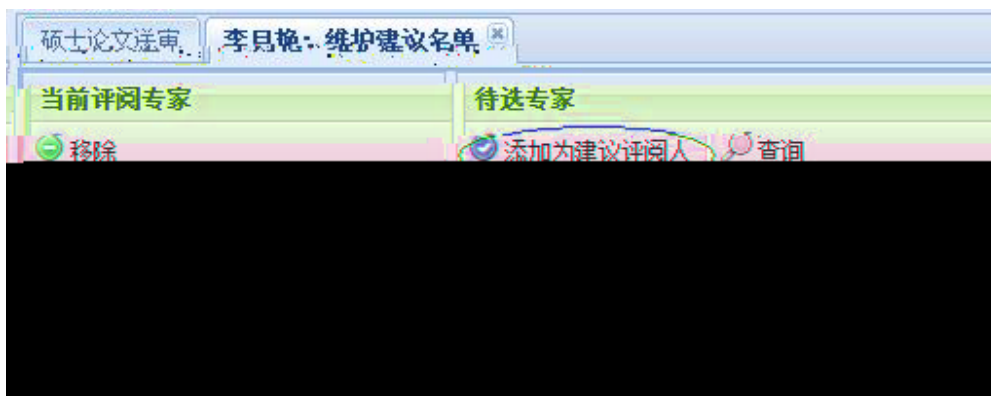 硕士论文送审
李月艳：维护建议名单
当前评阅专家
待选专家
移除
添加为建议评阅人
查询